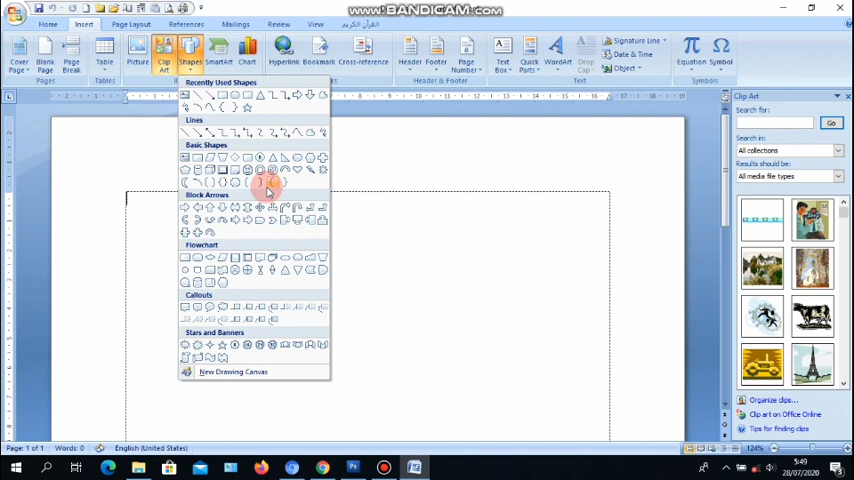 www.BANDICAM.com
Home Insert Page Layout References Mailings Review View القرآن الكريم
Cover Page Blank Page Page Break Table Picture Clip Art Shapes SmartArt Chart Hyperlink Bookmark Cross-reference Header Footer Page Number Text Box Quick Parts WordArt Drop Cap Signature Line Equation Symbol
Date & Time
Object
Pages Tables Header & Footer Text Symbols
Recently Used Shapes
Lines
Basic Shapes
Block Arrows
Flowchart
Callouts
Stars and Banners
New Drawing Canvas
Clip Art
Search for:
Go
Search in:
All collections
Results should be:
All media file types
Organize clips...
Clip art on Office Online
Tips for finding clips
Page: 1 of 1 Words: 0 English (United States) 124%
5:49
28/07/2020